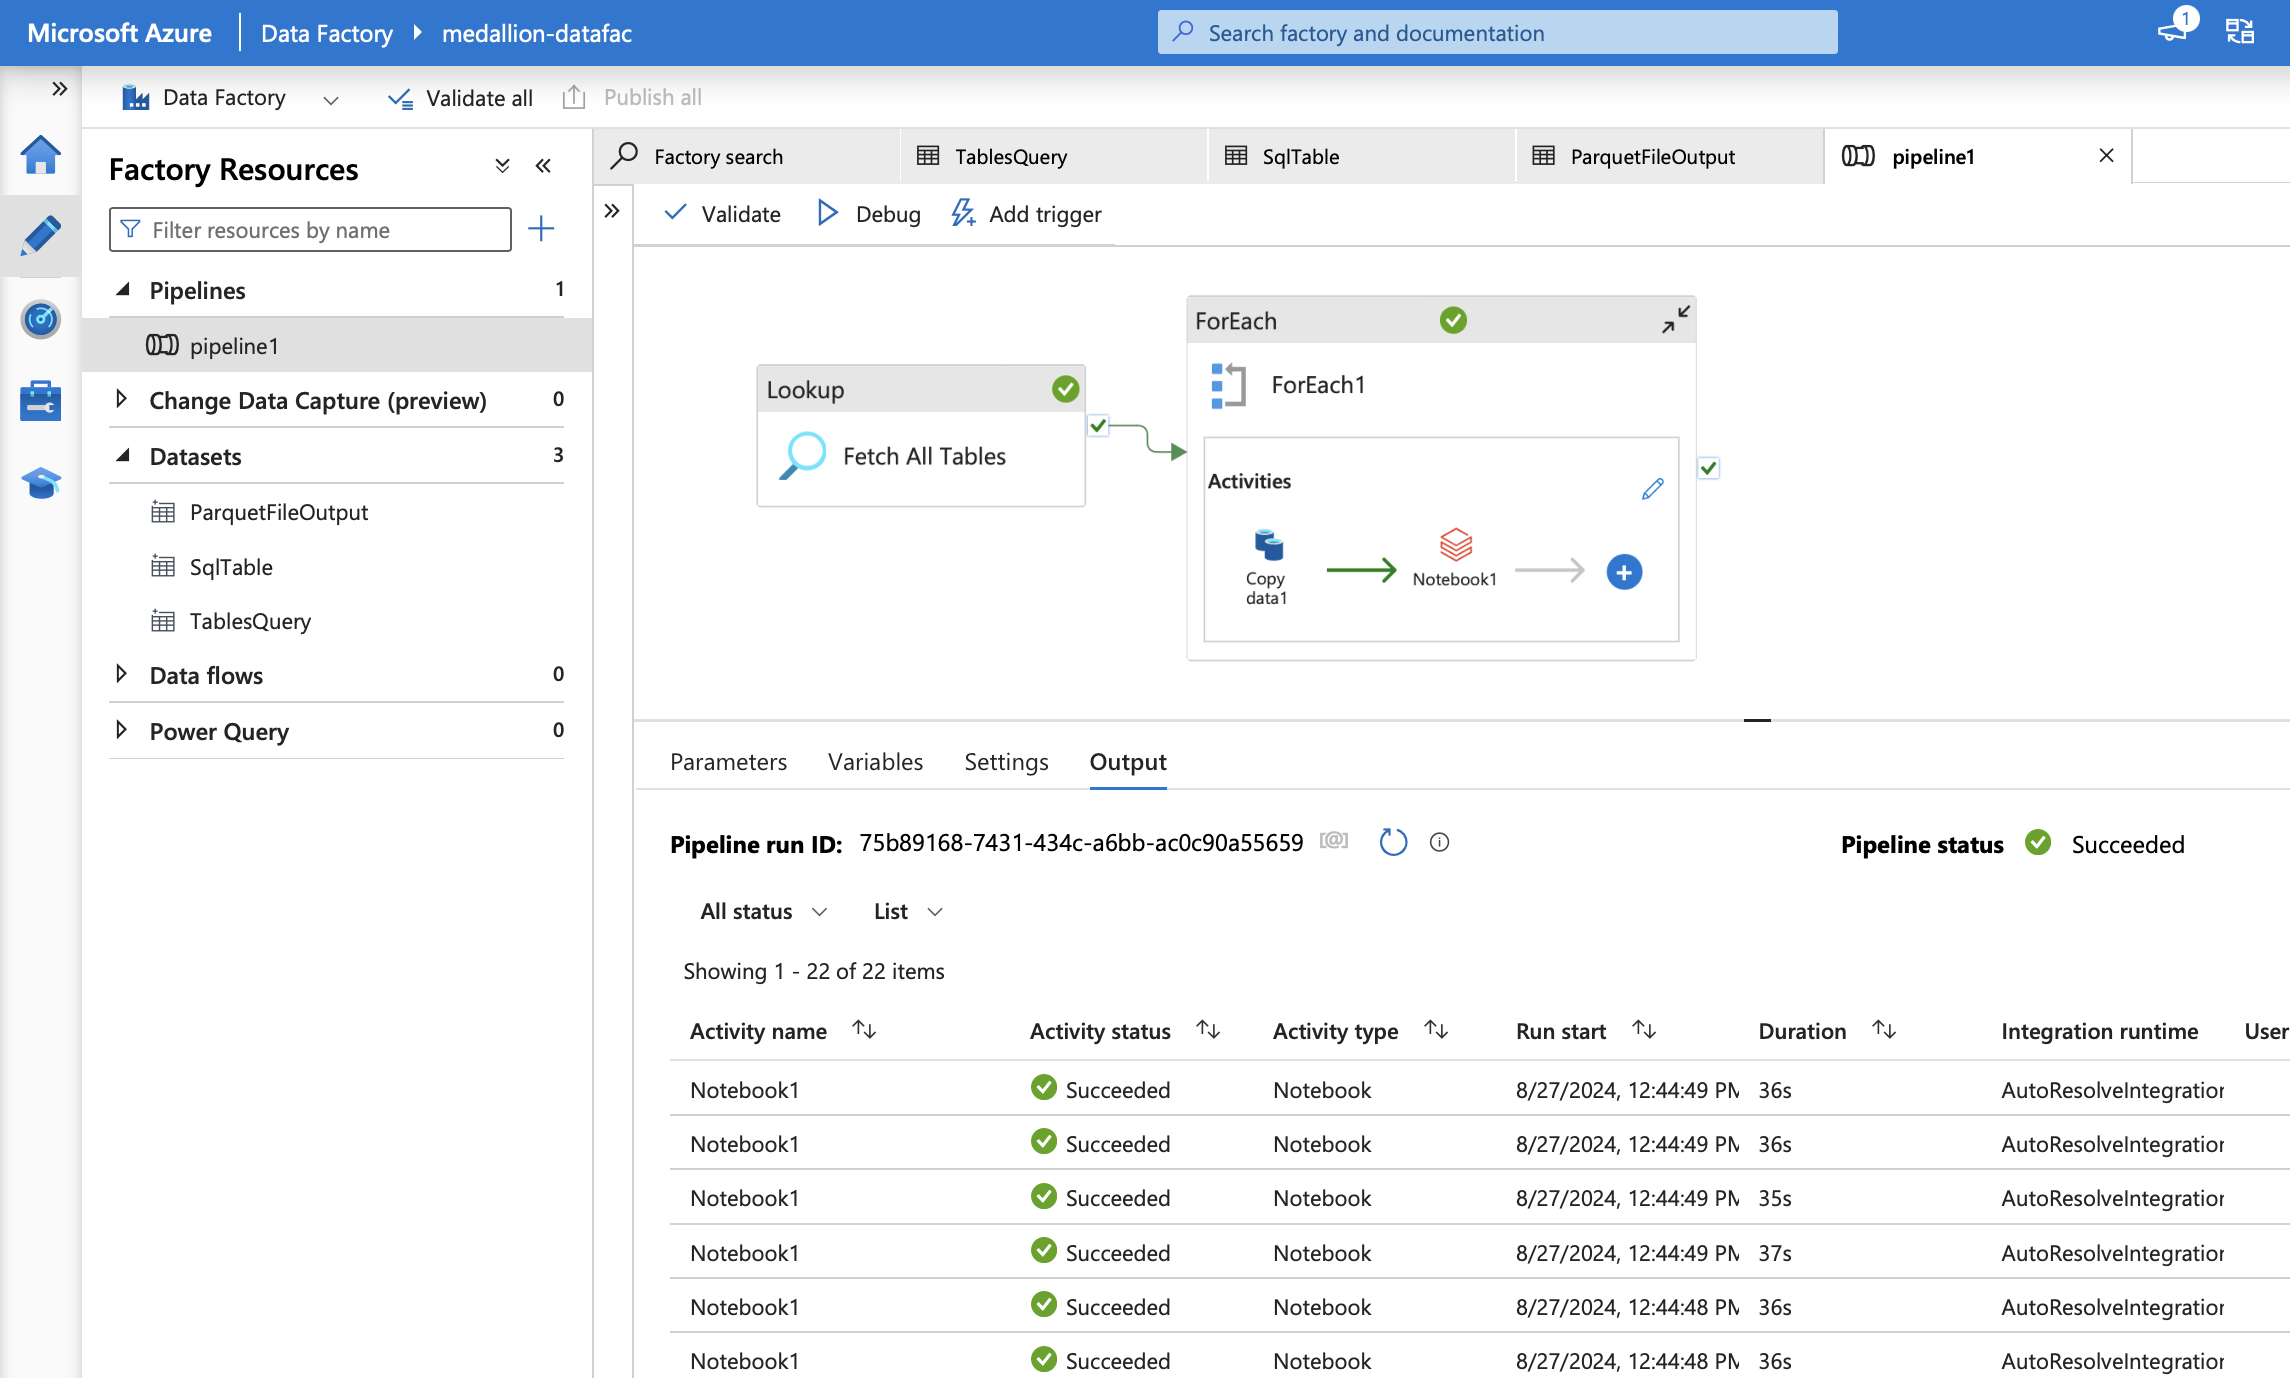 Microsoft Azure Data Factory medallion-datafac Search factory and documentation 1
Data Factory Validate all Publish all
Factory Resources
Filter resources by name
Pipelines 1
pipeline1
Change Data Capture (preview) 0
Datasets 3
ParquetFileOutput
SqlTable
TablesQuery
Data flows 0
Power Query 0
Factory search TablesQuery SqlTable ParquetFileOutput pipeline1
Validate Debug Add trigger
Lookup
Fetch All Tables
ForEach
ForEach1
Activities
Copy
data1
Notebook1
Parameters Variables Settings Output
Pipeline run ID: 75b89168-7431-434c-a6bb-ac0c90a55659 [@] Pipeline status Succeeded
All status List
Showing 1 - 22 of 22 items
Activity name Activity status Activity type Run start Duration Integration runtime User
Notebook1 Succeeded Notebook 8/27/2024, 12:44:49 PM 36s AutoResolveIntegration
Notebook1 Succeeded Notebook 8/27/2024, 12:44:49 PM 36s AutoResolveIntegration
Notebook1 Succeeded Notebook 8/27/2024, 12:44:49 PM 35s AutoResolveIntegration
Notebook1 Succeeded Notebook 8/27/2024, 12:44:49 PM 37s AutoResolveIntegration
Notebook1 Succeeded Notebook 8/27/2024, 12:44:48 PM 36s AutoResolveIntegration
Notebook1 Succeeded Notebook 8/27/2024, 12:44:48 PM 36s AutoResolveIntegration